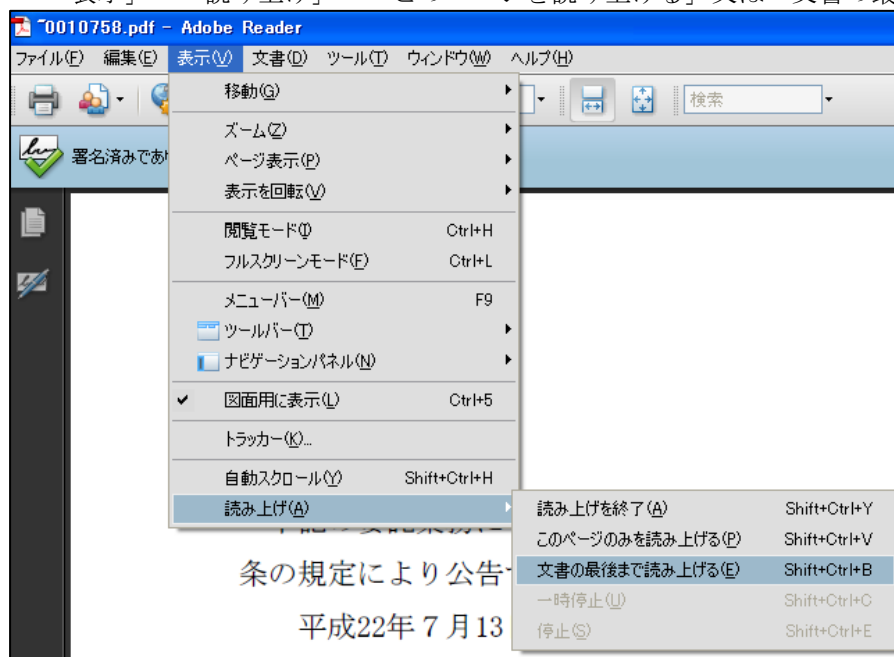 ~0010758.pdf - Adobe Reader
ファイル(F) 編集(E) 表示(V) 文書(D) ツール(T) ウィンドウ(W) ヘルプ(H)
検索
署名済みであ
移動(G)
ズーム(Z)
ページ表示(P)
表示を回転(V)
閲覧モード(I) Ctrl+H
フルスクリーンモード(F) Ctrl+L
メニューバー(M) F9
ツールバー(T)
ナビゲーションパネル(N)
図面用に表示(L) Ctrl+5
トラッカー(K)...
自動スクロール(Y) Shift+Ctrl+H
読み上げ(A)
読み上げを終了(A) Shift+Ctrl+Y
このページのみを読み上げる(P) Shift+Ctrl+V
文書の最後まで読み上げる(E) Shift+Ctrl+B
一時停止(U) Shift+Ctrl+C
停止(S) Shift+Ctrl+E
条の規定により公告
平成22年7月13